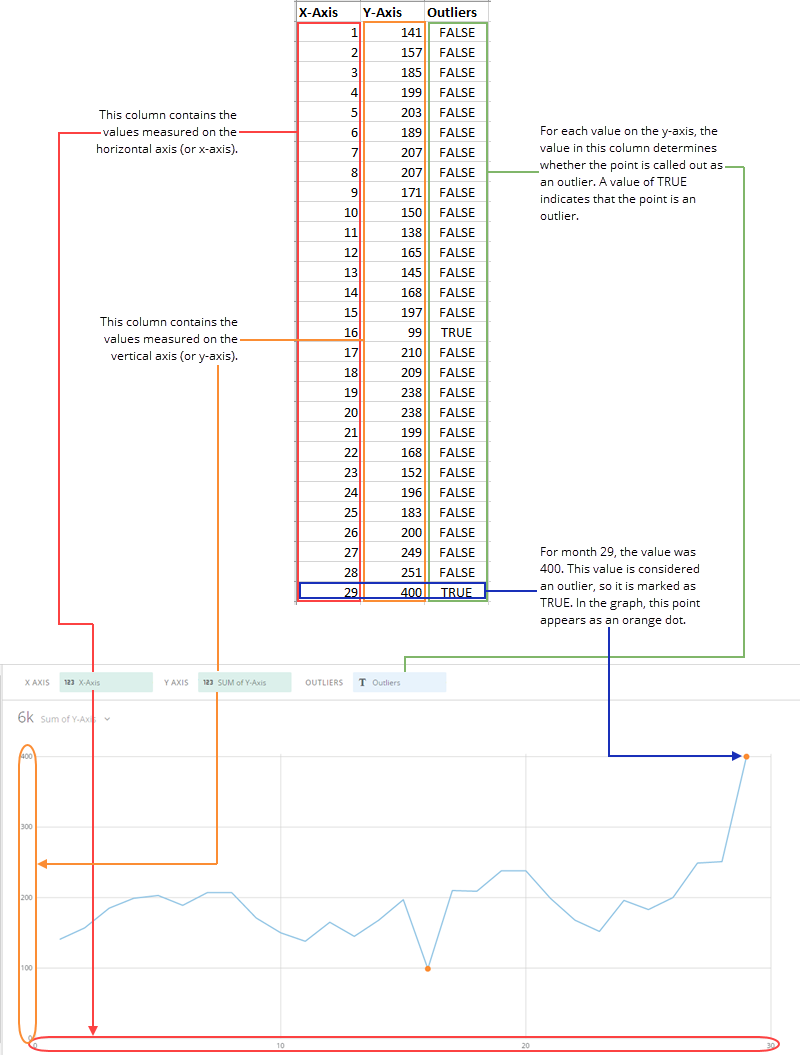 X-Axis Y-Axis Outliers
1 141 FALSE
2 157 FALSE
3 185 FALSE
4 199 FALSE
5 203 FALSE
6 189 FALSE
7 207 FALSE
8 207 FALSE
9 171 FALSE
10 150 FALSE
11 138 FALSE
12 165 FALSE
13 145 FALSE
14 168 FALSE
15 197 FALSE
16 99 TRUE
17 210 FALSE
18 209 FALSE
19 238 FALSE
20 238 FALSE
21 199 FALSE
22 168 FALSE
23 152 FALSE
24 196 FALSE
25 183 FALSE
26 200 FALSE
27 249 FALSE
28 251 FALSE
29 400 TRUE
This column contains the
values measured on the
horizontal axis (or x-axis).
For each value on the y-axis, the
value in this column determines
whether the point is called out as
an outlier. A value of TRUE
indicates that the point is an
outlier.
This column contains the
values measured on the
vertical axis (or y-axis).
For month 29, the value was
400. This value is considered
an outlier, so it is marked as
TRUE. In the graph, this point
appears as an orange dot.
X AXIS 123 X-Axis Y AXIS 123 SUM of Y-Axis OUTLIERS T Outliers
6k Sum of Y-Axis
400
300
200
100
0
0 10 20 30